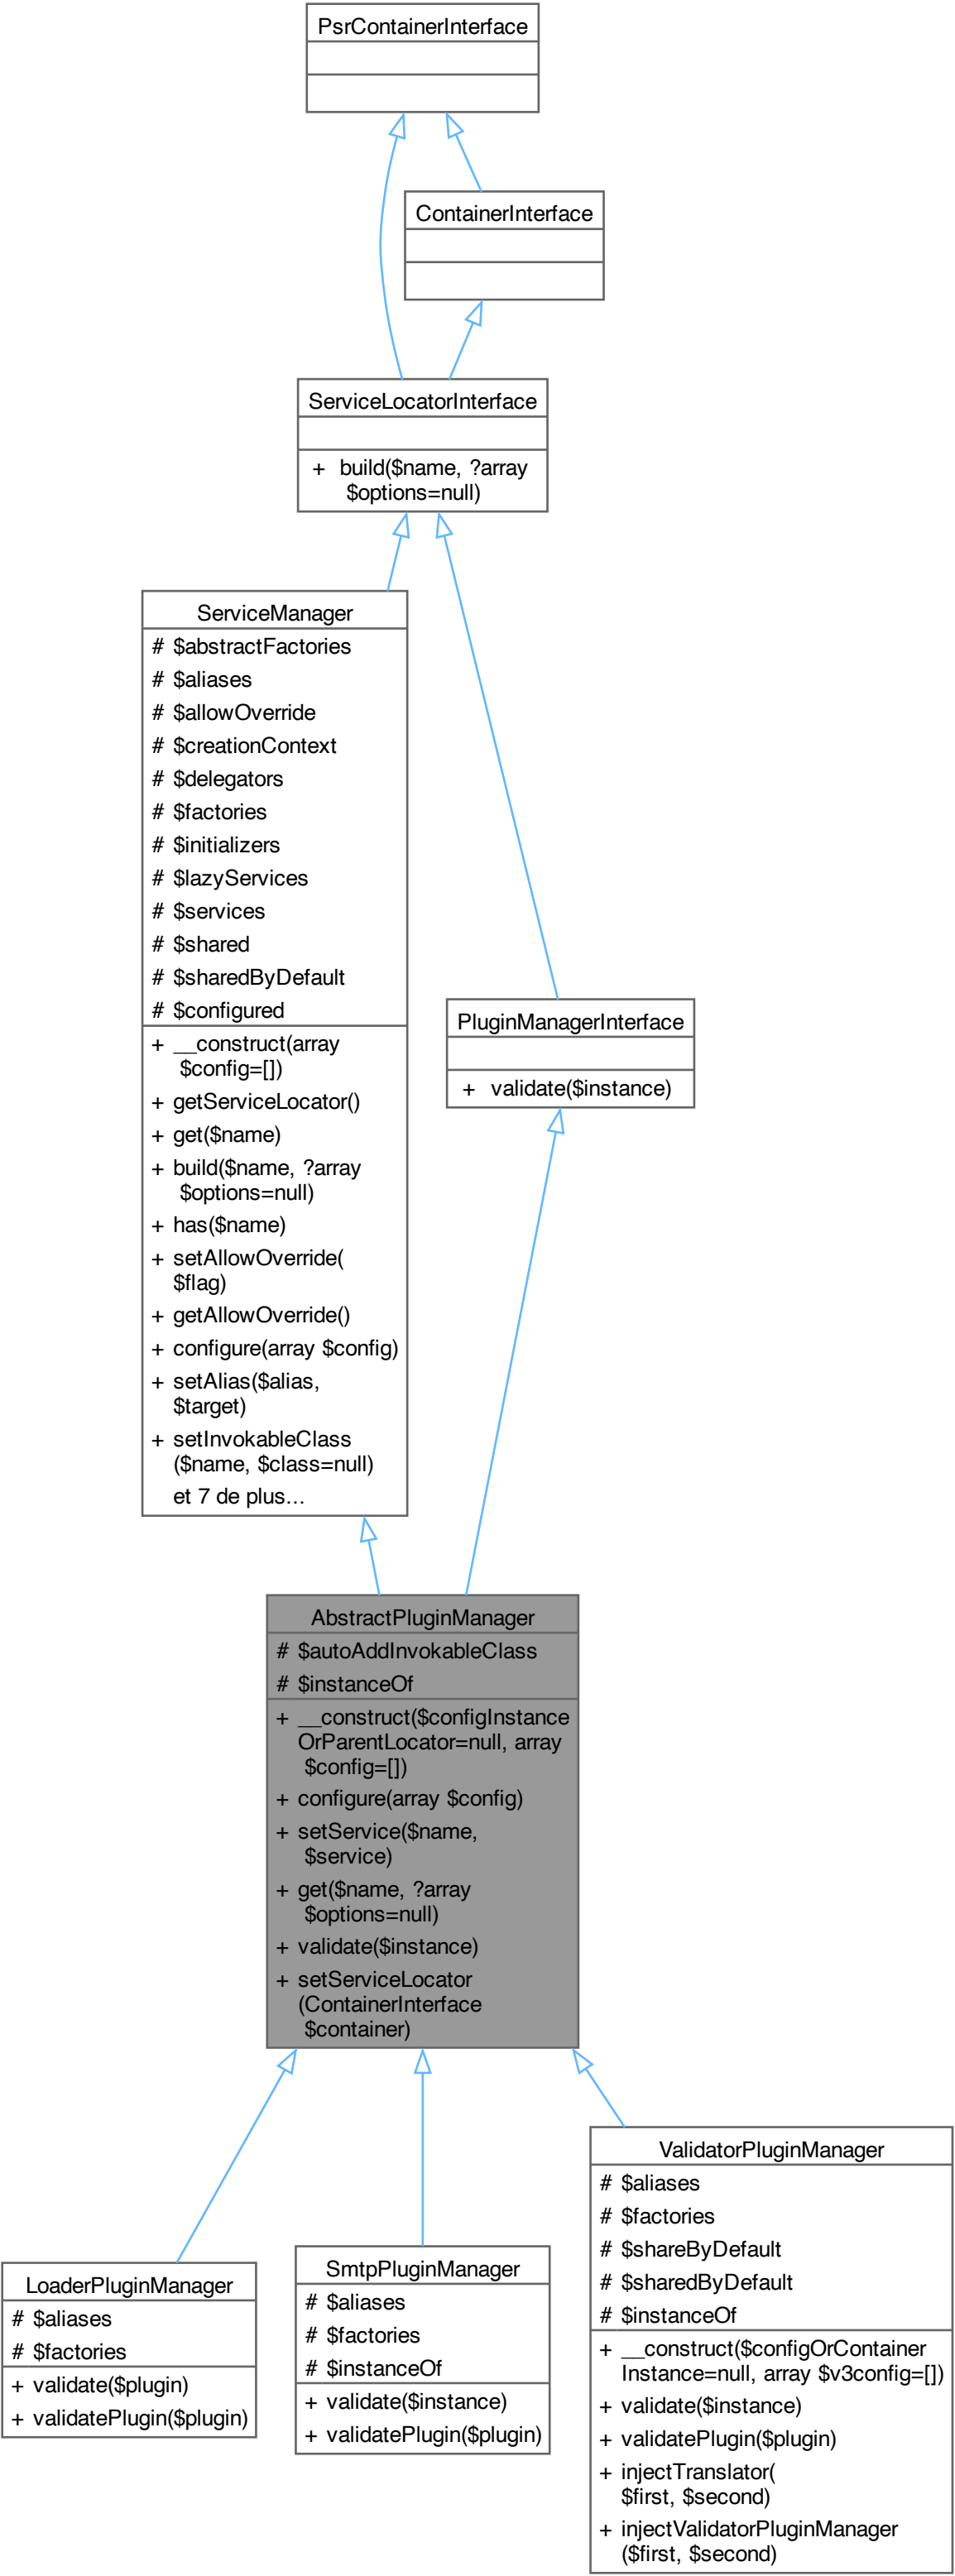 PsrContainerInterface
ContainerInterface
ServiceLocatorInterface
+ build($name, ?array
$options=null)
ServiceManager
# $abstractFactories
# $aliases
# $allowOverride
# $creationContext
# $delegators
# $factories
# $initializers
# $lazyServices
# $services
# $shared
# $sharedByDefault
# $configured
+ __construct(array
$config=[])
+ getServiceLocator()
+ get($name)
+ build($name, ?array
$options=null)
+ has($name)
+ setAllowOverride(
$flag)
+ getAllowOverride()
+ configure(array $config)
+ setAlias($alias,
$target)
+ setInvokableClass
($name, $class=null)
et 7 de plus...
PluginManagerInterface
+ validate($instance)
AbstractPluginManager
# $autoAddInvokableClass
# $instanceOf
+ __construct($configInstance
OrParentLocator=null, array
$config=[])
+ configure(array $config)
+ setService($name,
$service)
+ get($name, ?array
$options=null)
+ validate($instance)
+ setServiceLocator
(ContainerInterface
$container)
LoaderPluginManager
# $aliases
# $factories
+ validate($plugin)
+ validatePlugin($plugin)
SmtpPluginManager
# $aliases
# $factories
# $instanceOf
+ validate($instance)
+ validatePlugin($plugin)
ValidatorPluginManager
# $aliases
# $factories
# $shareByDefault
# $sharedByDefault
# $instanceOf
+ __construct($configOrContainer
Instance=null, array $v3config=[])
+ validate($instance)
+ validatePlugin($plugin)
+ injectTranslator(
$first, $second)
+ injectValidatorPluginManager
($first, $second)